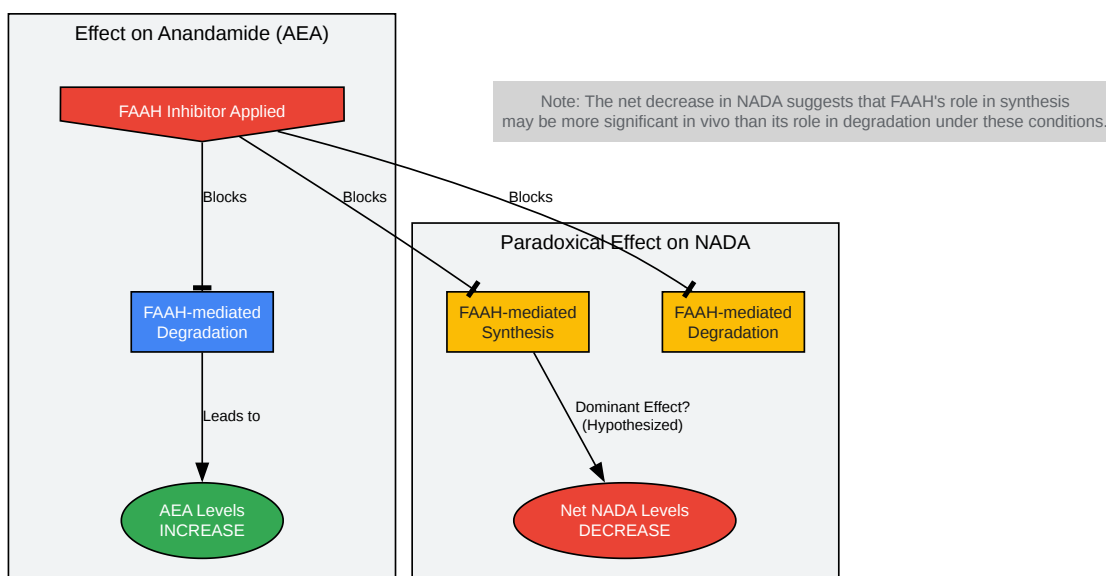 Effect on Anandamide (AEA)
FAAH Inhibitor Applied
Note: The net decrease in NADA suggests that FAAH's role in synthesis
may be more significant in vivo than its role in degradation under these conditions.
Blocks
Blocks
Blocks
Paradoxical Effect on NADA
FAAH-mediated
Degradation
FAAH-mediated
Synthesis
FAAH-mediated
Degradation
Leads to
Dominant Effect?
(Hypothesized)
AEA Levels
INCREASE
Net NADA Levels
DECREASE